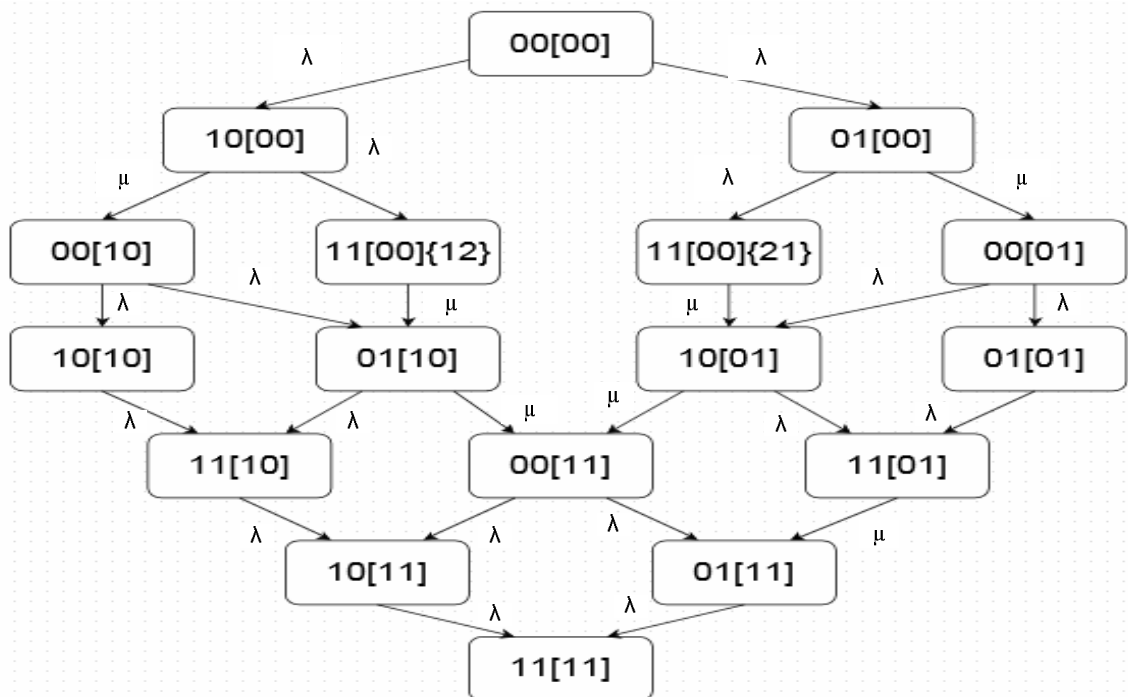 00[00]
λ λ
10[00] 01[00]
λ
μ λ μ
00[10] 11[00]{12} 11[00]{21} 00[01]
λ λ
λ μ μ λ
10[10] 01[10] 10[01] 01[01]
λ λ μ μ λ λ
11[10] 00[11] 11[01]
λ λ λ μ
10[11] 01[11]
λ λ
11[11]